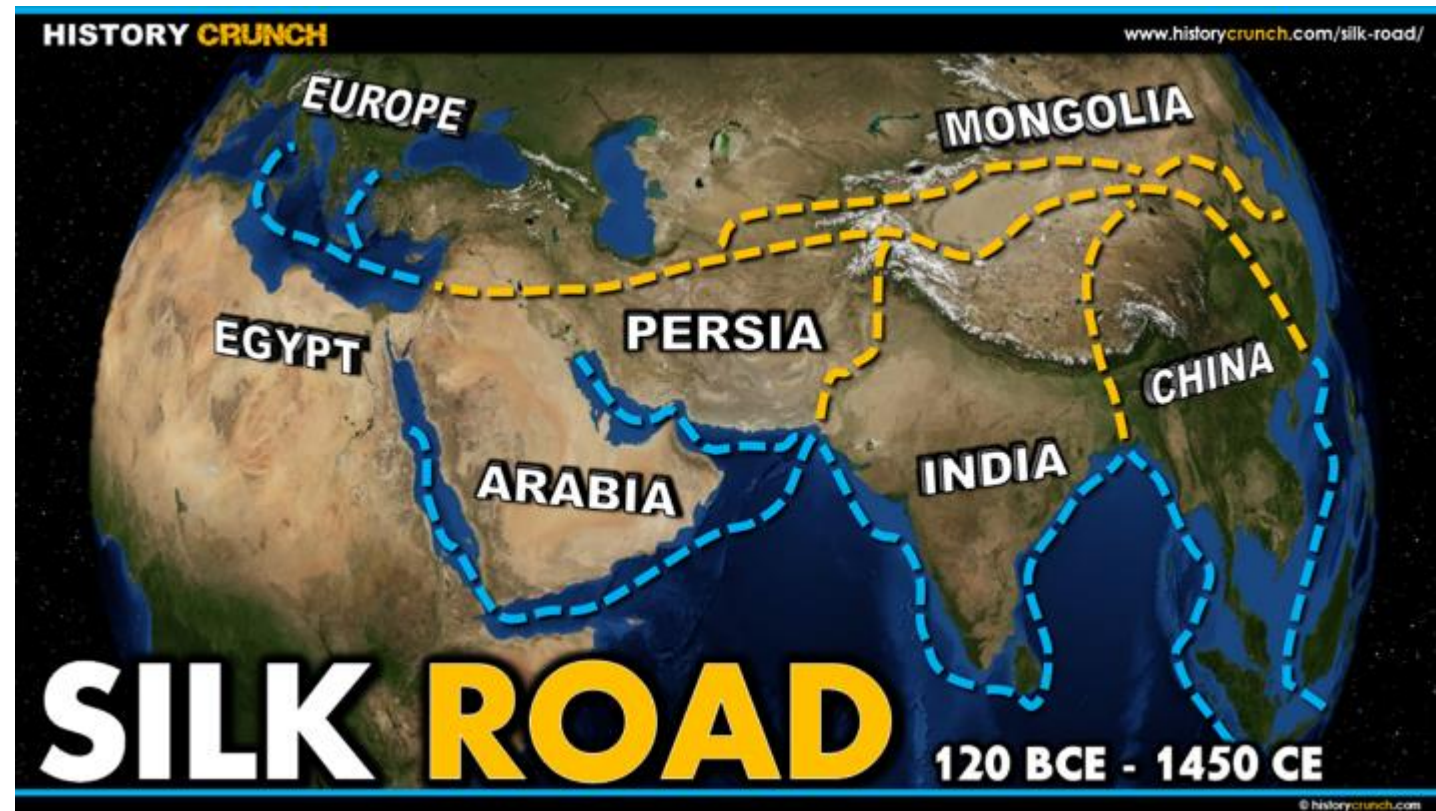 HISTORY CRUNCH
www.historycrunch.com/silk-road/
EUROPE
MONGOLIA
EGYPT
PERSIA
CHINA
ARABIA
INDIA
SILK ROAD
120 BCE - 1450 CE
© historycrunch.com